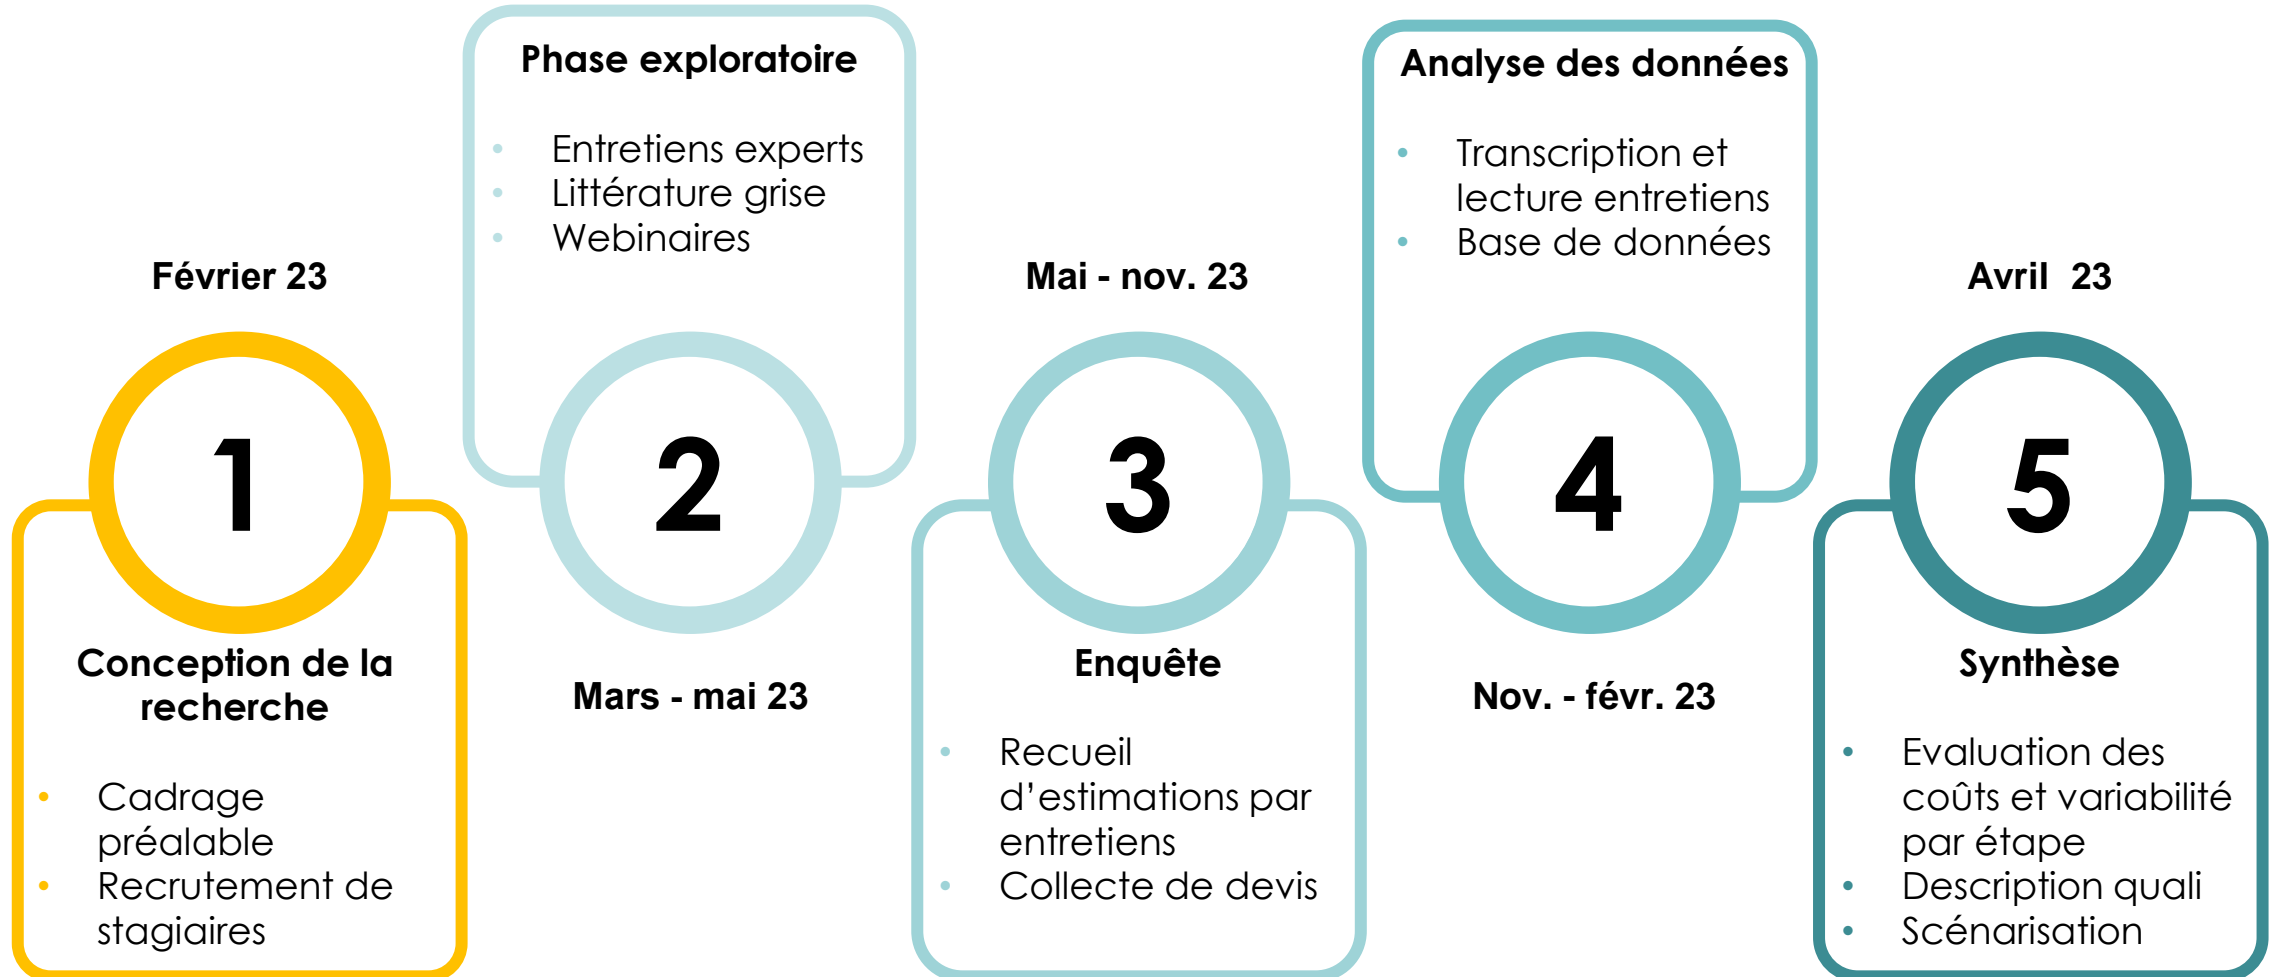 Février 23
1
Conception de la
recherche
• Cadrage
préalable
• Recrutement de
stagiaires
Phase exploratoire
• Entretiens experts
• Littérature grise
• Webinaires
2
Mars - mai 23
Mai - nov. 23
3
Enquête
• Recueil
d’estimations par
entretiens
• Collecte de devis
Analyse des données
• Transcription et
lecture entretiens
• Base de données
4
Nov. - févr. 23
Avril  23
5
Synthèse
• Evaluation des
coûts et variabilité
par étape
• Description quali
• Scénarisation